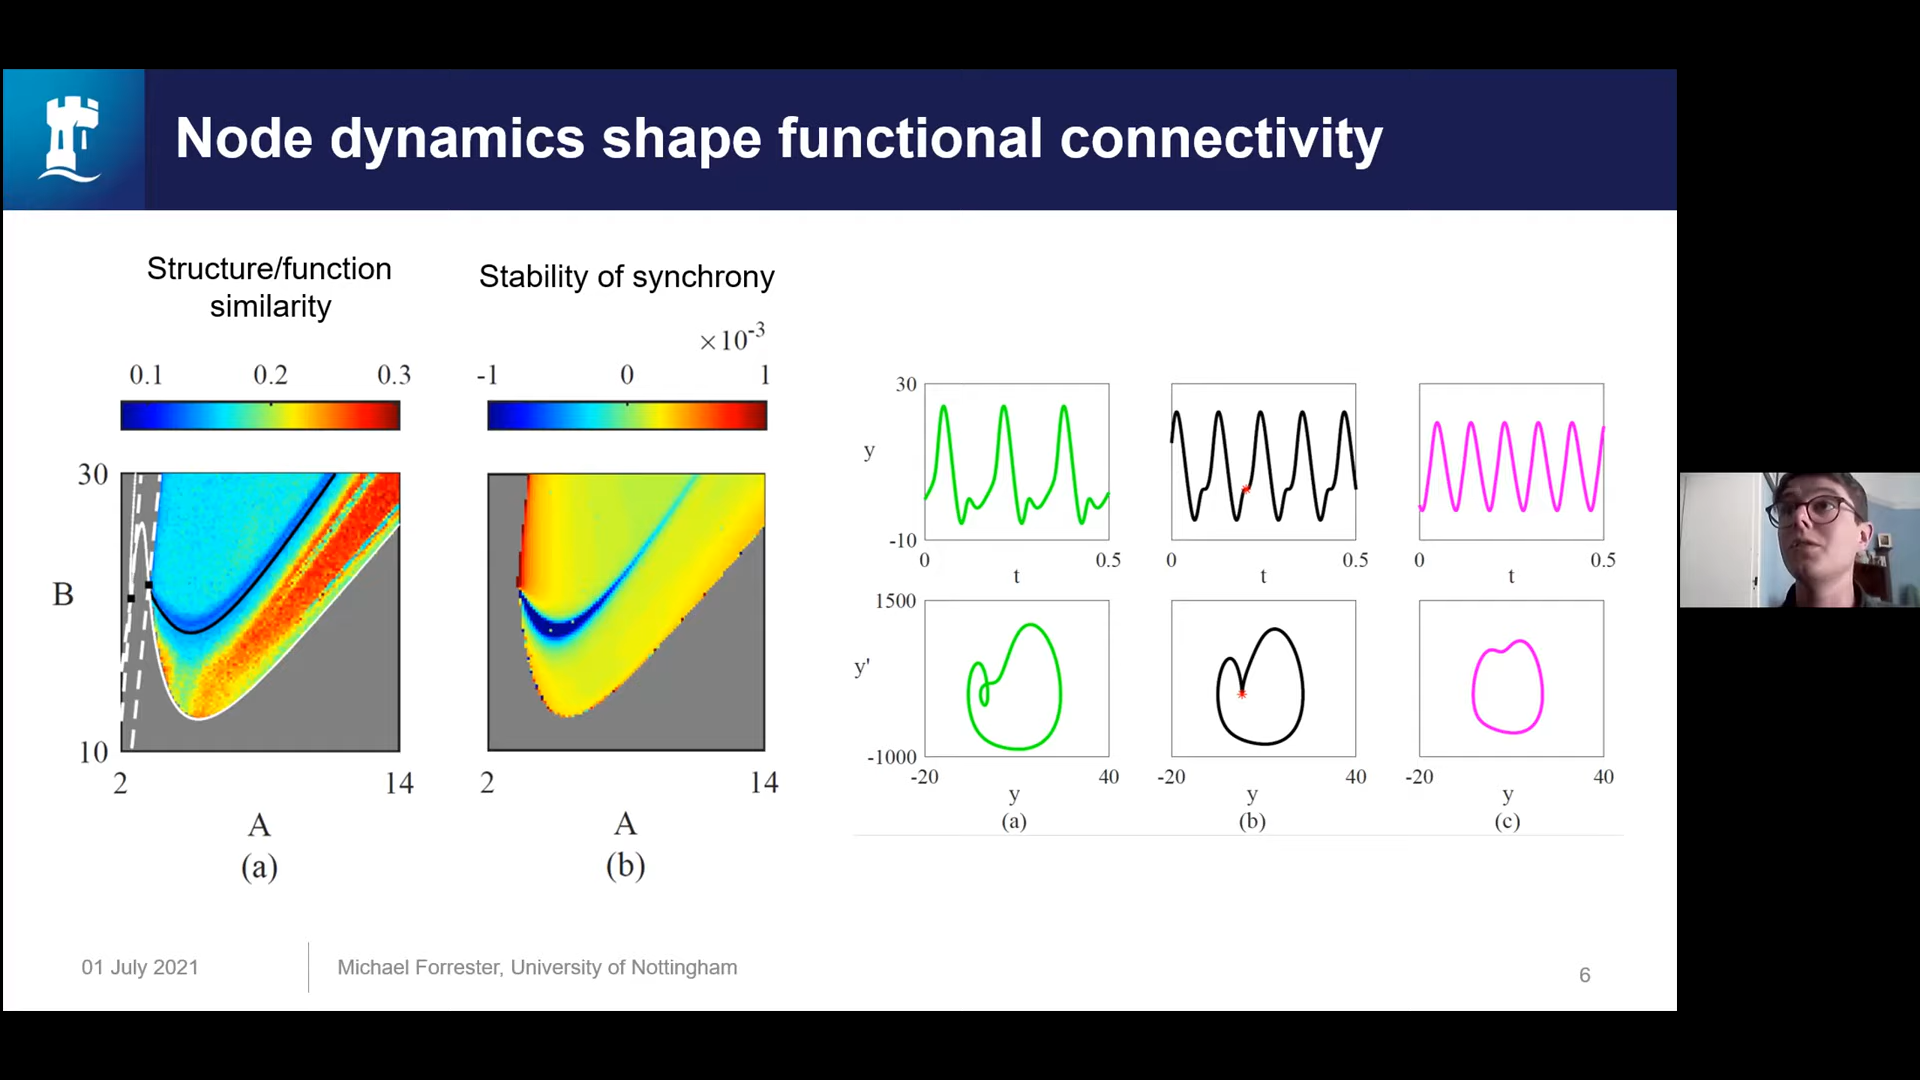 Node dynamics shape functional connectivity
Structure/function
similarity
0.1 0.2 0.3
30
B
10
2 14
A
(a)
Stability of synchrony
×10-3
-1 0 1
2 14
A
(b)
30
y
-10
0 0.5
t
0 0.5
t
0 0.5
t
1500
y'
-1000
-20 40
y
(a)
-20 40
y
(b)
-20 40
y
(c)
01 July 2021
Michael Forrester, University of Nottingham
6